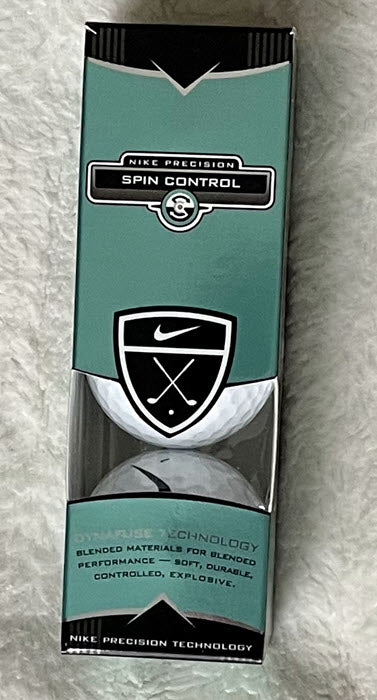 NIKE PRECISION
SPIN CONTROL
DYNAFUSE TECHNOLOGY
BLENDED MATERIALS FOR BLENDED
PERFORMANCE — SOFT, DURABLE,
CONTROLLED, EXPLOSIVE.
NIKE PRECISION TECHNOLOGY